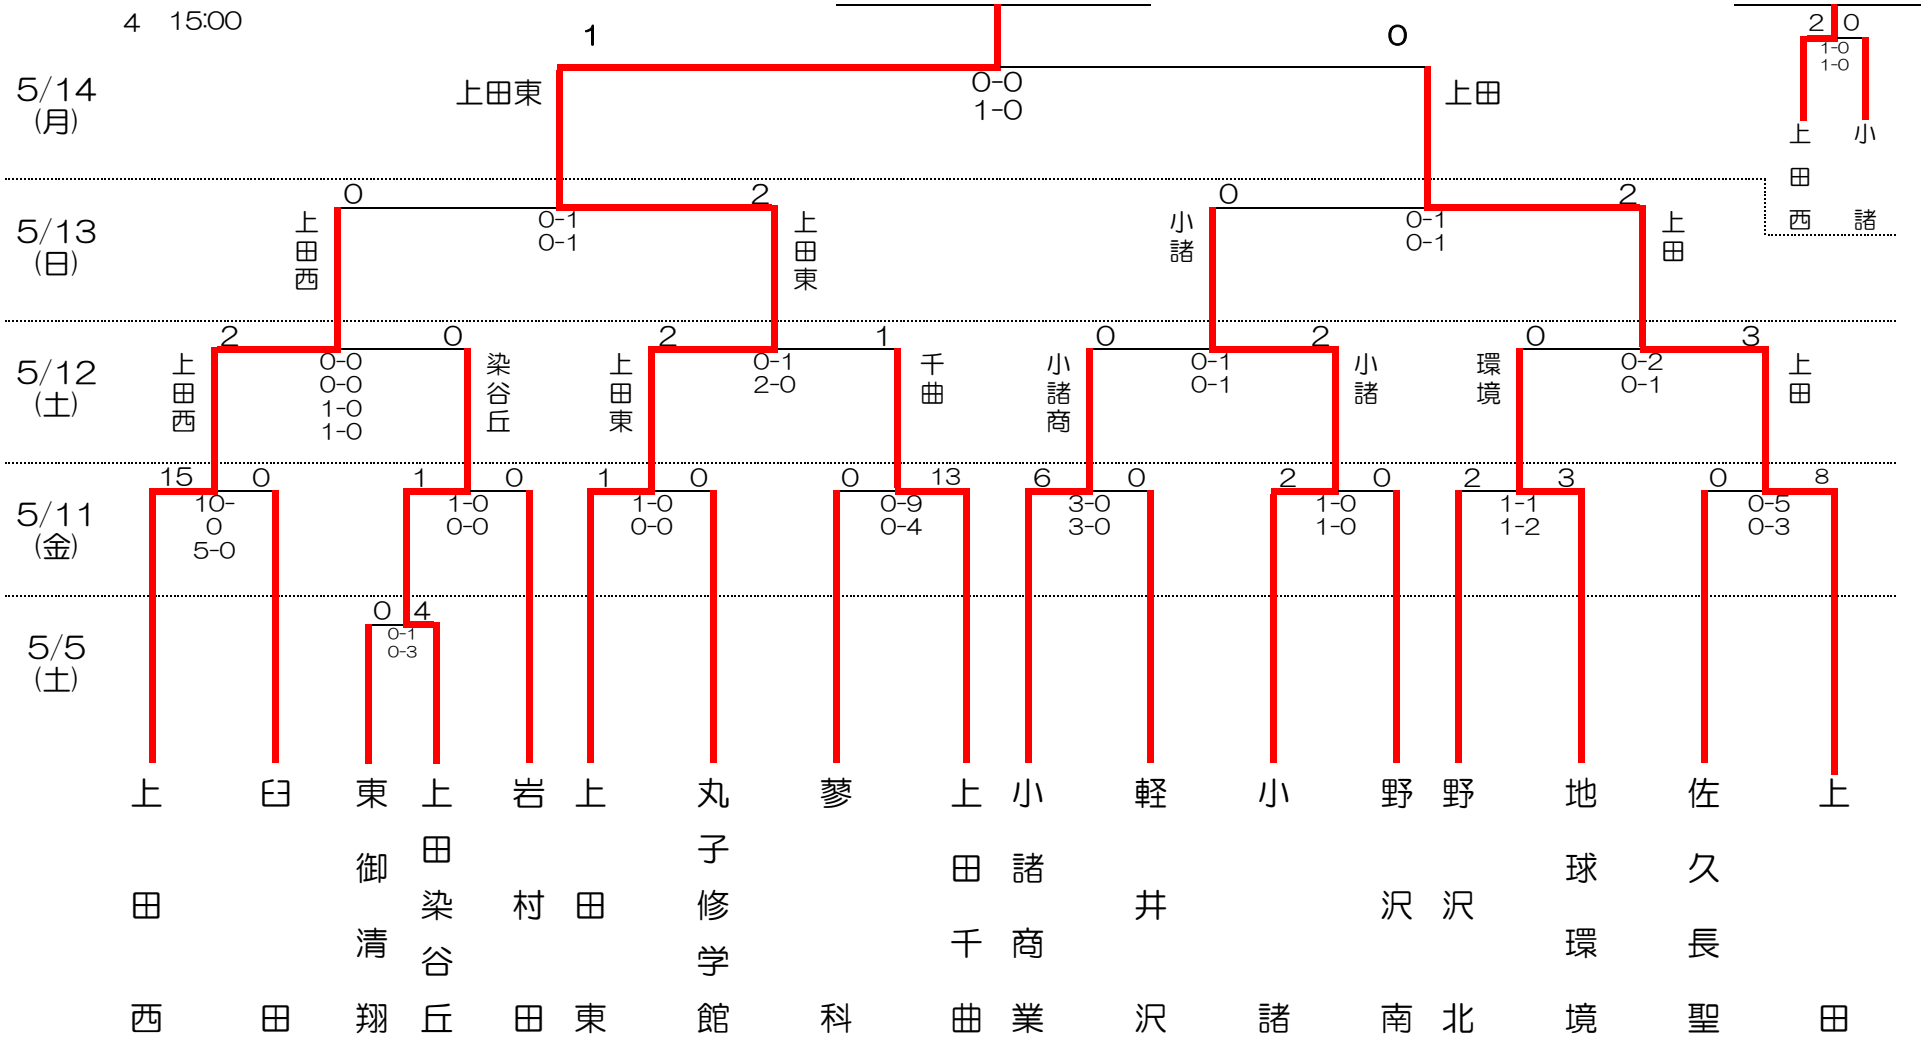 4 15:00
1 0
2 0
1-0
1-0
5/14
(月)
上田東
0-0
1-0
上田
上田西
小諸
0 2
0 2
5/13
(日)
上田西
0-1
0-1
上田東
小諸
0-1
0-1
上田
2 0
2 1
0 2
0 3
5/12
(土)
上田西
0-0
0-0
1-0
1-0
染谷丘
上田東
0-1
2-0
千曲
小諸商
0-1
0-1
小諸
環境
0-2
0-1
上田
15 0
1 0
1 0
0 13
6 0
2 0
2 3
0 8
5/11
(金)
10-
0
5-0
1-0
0-0
1-0
0-0
0-9
0-4
3-0
3-0
1-0
1-0
1-1
1-2
0-5
0-3
5/5
(土)
0 4
0-1
0-3
上田西
臼田
東御清翔
上田染谷丘
岩村田
上田東
丸子修学館
蓼科
上田千曲
小諸商業
軽井沢
小諸
野沢南
野沢北
地球環境
佐久長聖
上田